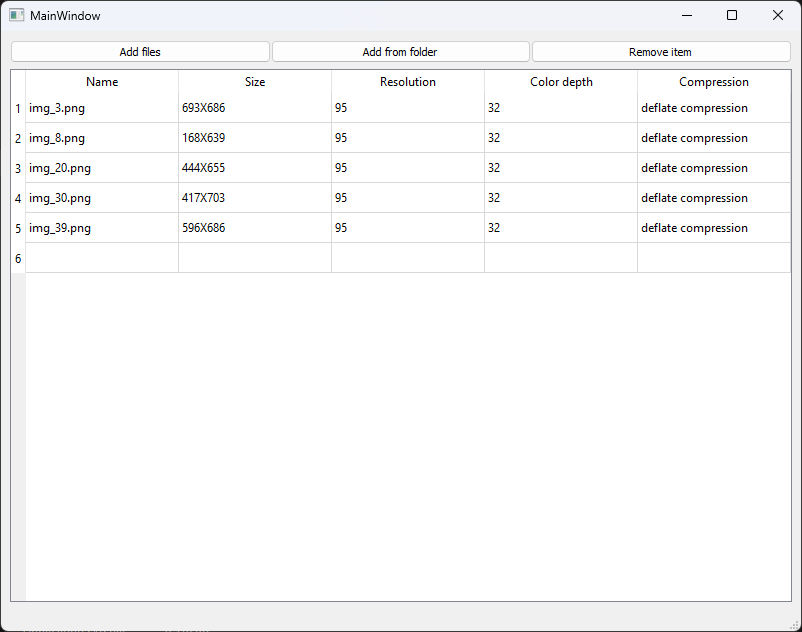 MainWindow
Add files Add from folder Remove item
Name Size Resolution Color depth Compression
1 img_3.png 693X686 95 32 deflate compression
2 img_8.png 168X639 95 32 deflate compression
3 img_20.png 444X655 95 32 deflate compression
4 img_30.png 417X703 95 32 deflate compression
5 img_39.png 596X686 95 32 deflate compression
6